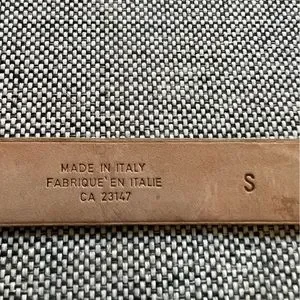 MADE IN ITALY
FABRIQUE' EN ITALIE
CA 23147
S